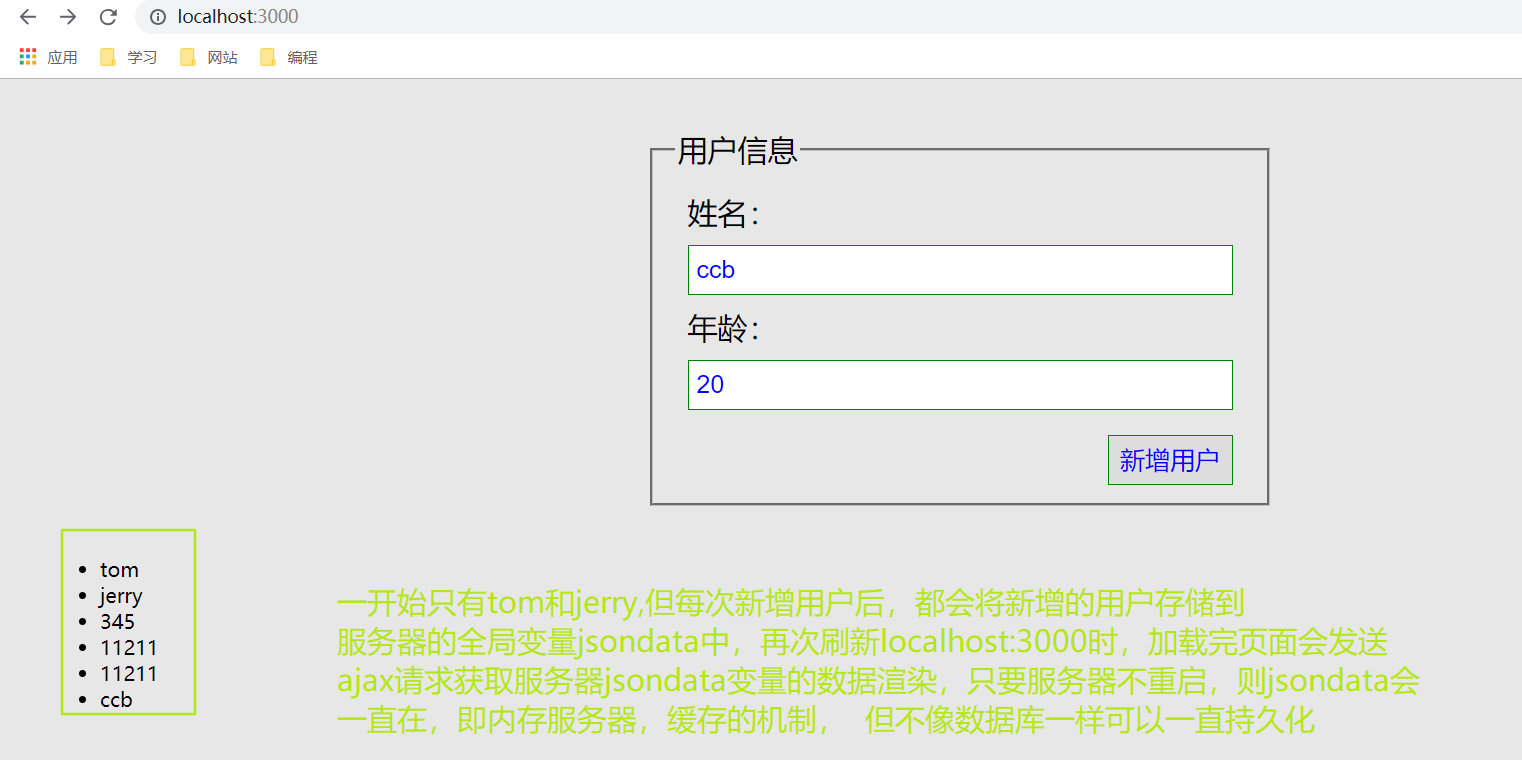 localhost:3000
应用 学习 网站 编程
用户信息
姓名：
ccb
年龄：
20
新增用户
tom
jerry
345
11211
11211
ccb
一开始只有tom和jerry,但每次新增用户后，都会将新增的用户存储到
服务器的全局变量jsondata中，再次刷新localhost:3000时，加载完页面会发送
ajax请求获取服务器jsondata变量的数据渲染，只要服务器不重启，则jsondata会
一直在，即内存服务器，缓存的机制， 但不像数据库一样可以一直持久化